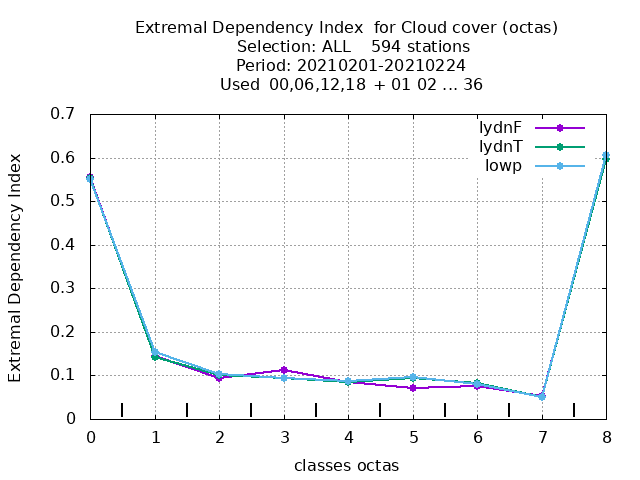 Extremal Dependency Index for Cloud cover (octas)
Selection: ALL 594 stations
Period: 20210201-20210224
Used 00,06,12,18 + 01 02 ... 36
lydnF
lydnT
lowp
Extremal Dependency Index
0.7
0.6
0.5
0.4
0.3
0.2
0.1
0
0 1 2 3 4 5 6 7 8
classes octas